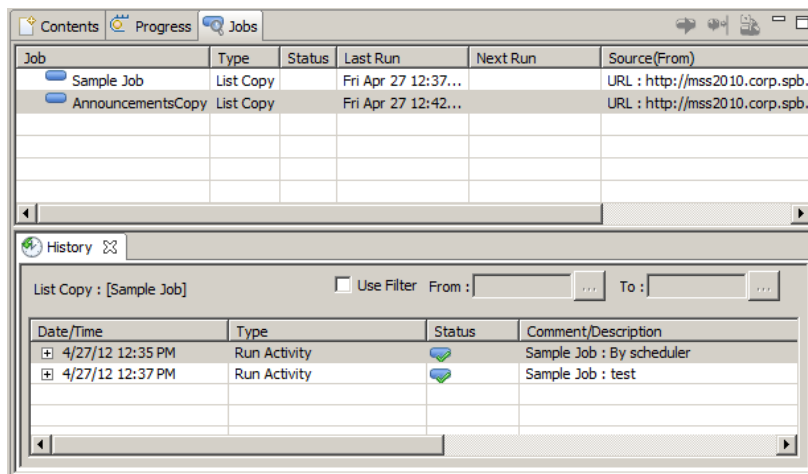 Contents Progress Jobs
Job Type Status Last Run Next Run Source(From)
Sample Job List Copy Fri Apr 27 12:37... URL : http://mss2010.corp.spb.
AnnouncementsCopy List Copy Fri Apr 27 12:42... URL : http://mss2010.corp.spb.
History
List Copy : [Sample Job] Use Filter From : ... To : ...
Date/Time Type Status Comment/Description
4/27/12 12:35 PM Run Activity Sample Job : By scheduler
4/27/12 12:37 PM Run Activity Sample Job : test